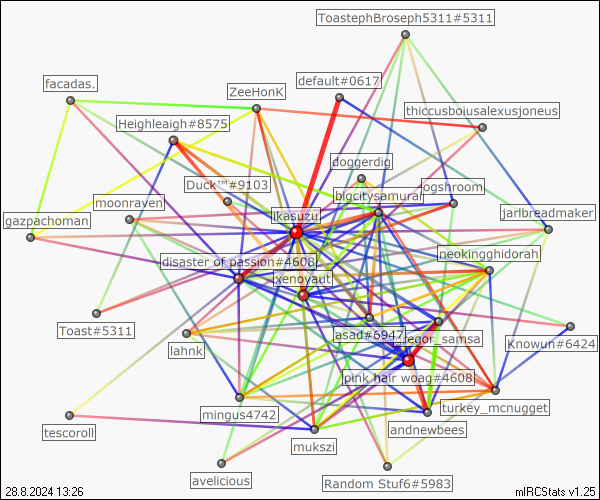 ToastephBroseph5311#5311
default#0617
facadas.
ZeeHonK
thiccusboiusalexusjoneus
Heighleaigh#8575
doggerdig
Duck™#9103
bigcitysamurai
ogshroom
moonraven
Ikasuzu
jarlbreadmaker
gazpachoman
disaster of passion#4608
neokingghidorah
xenoyaut
Toast#5311
asad#6947
Knowun#6424
lahnk
pink hair woag#4608
mingus4742
turkey_mcnugget
tescoroll
andnewbees
mukszi
avelicious
Random Stuf6#5983
28.8.2024 13:26
mIRCStats v1.25